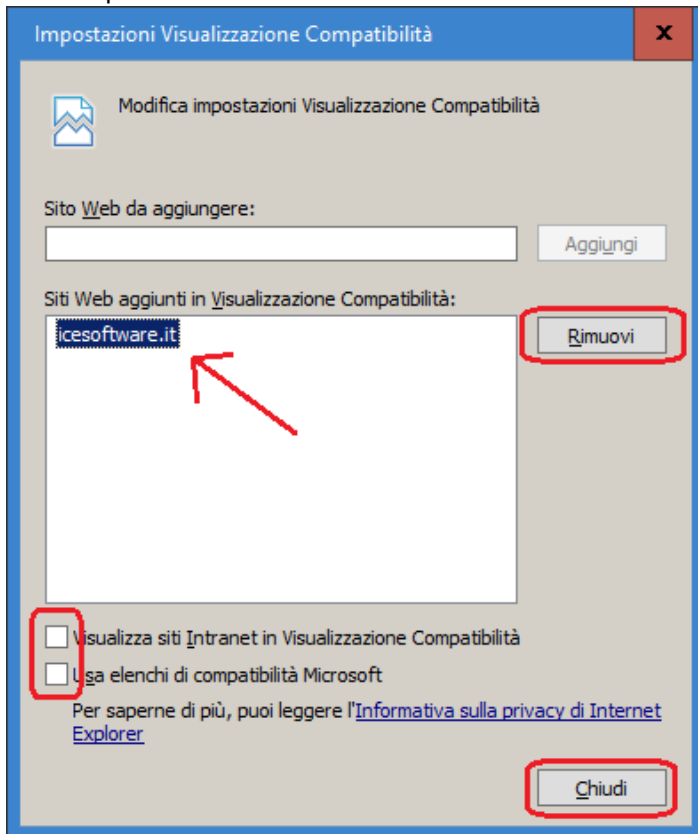 Impostazioni Visualizzazione Compatibilità
x
Modifica impostazioni Visualizzazione Compatibilità
Sito Web da aggiungere:
Aggiungi
Siti Web aggiunti in Visualizzazione Compatibilità:
icesoftware.it
Rimuovi
Visualizza siti Intranet in Visualizzazione Compatibilità
Usa elenchi di compatibilità Microsoft
Per saperne di più, puoi leggere l'Informativa sulla privacy di Internet
Explorer
Chiudi